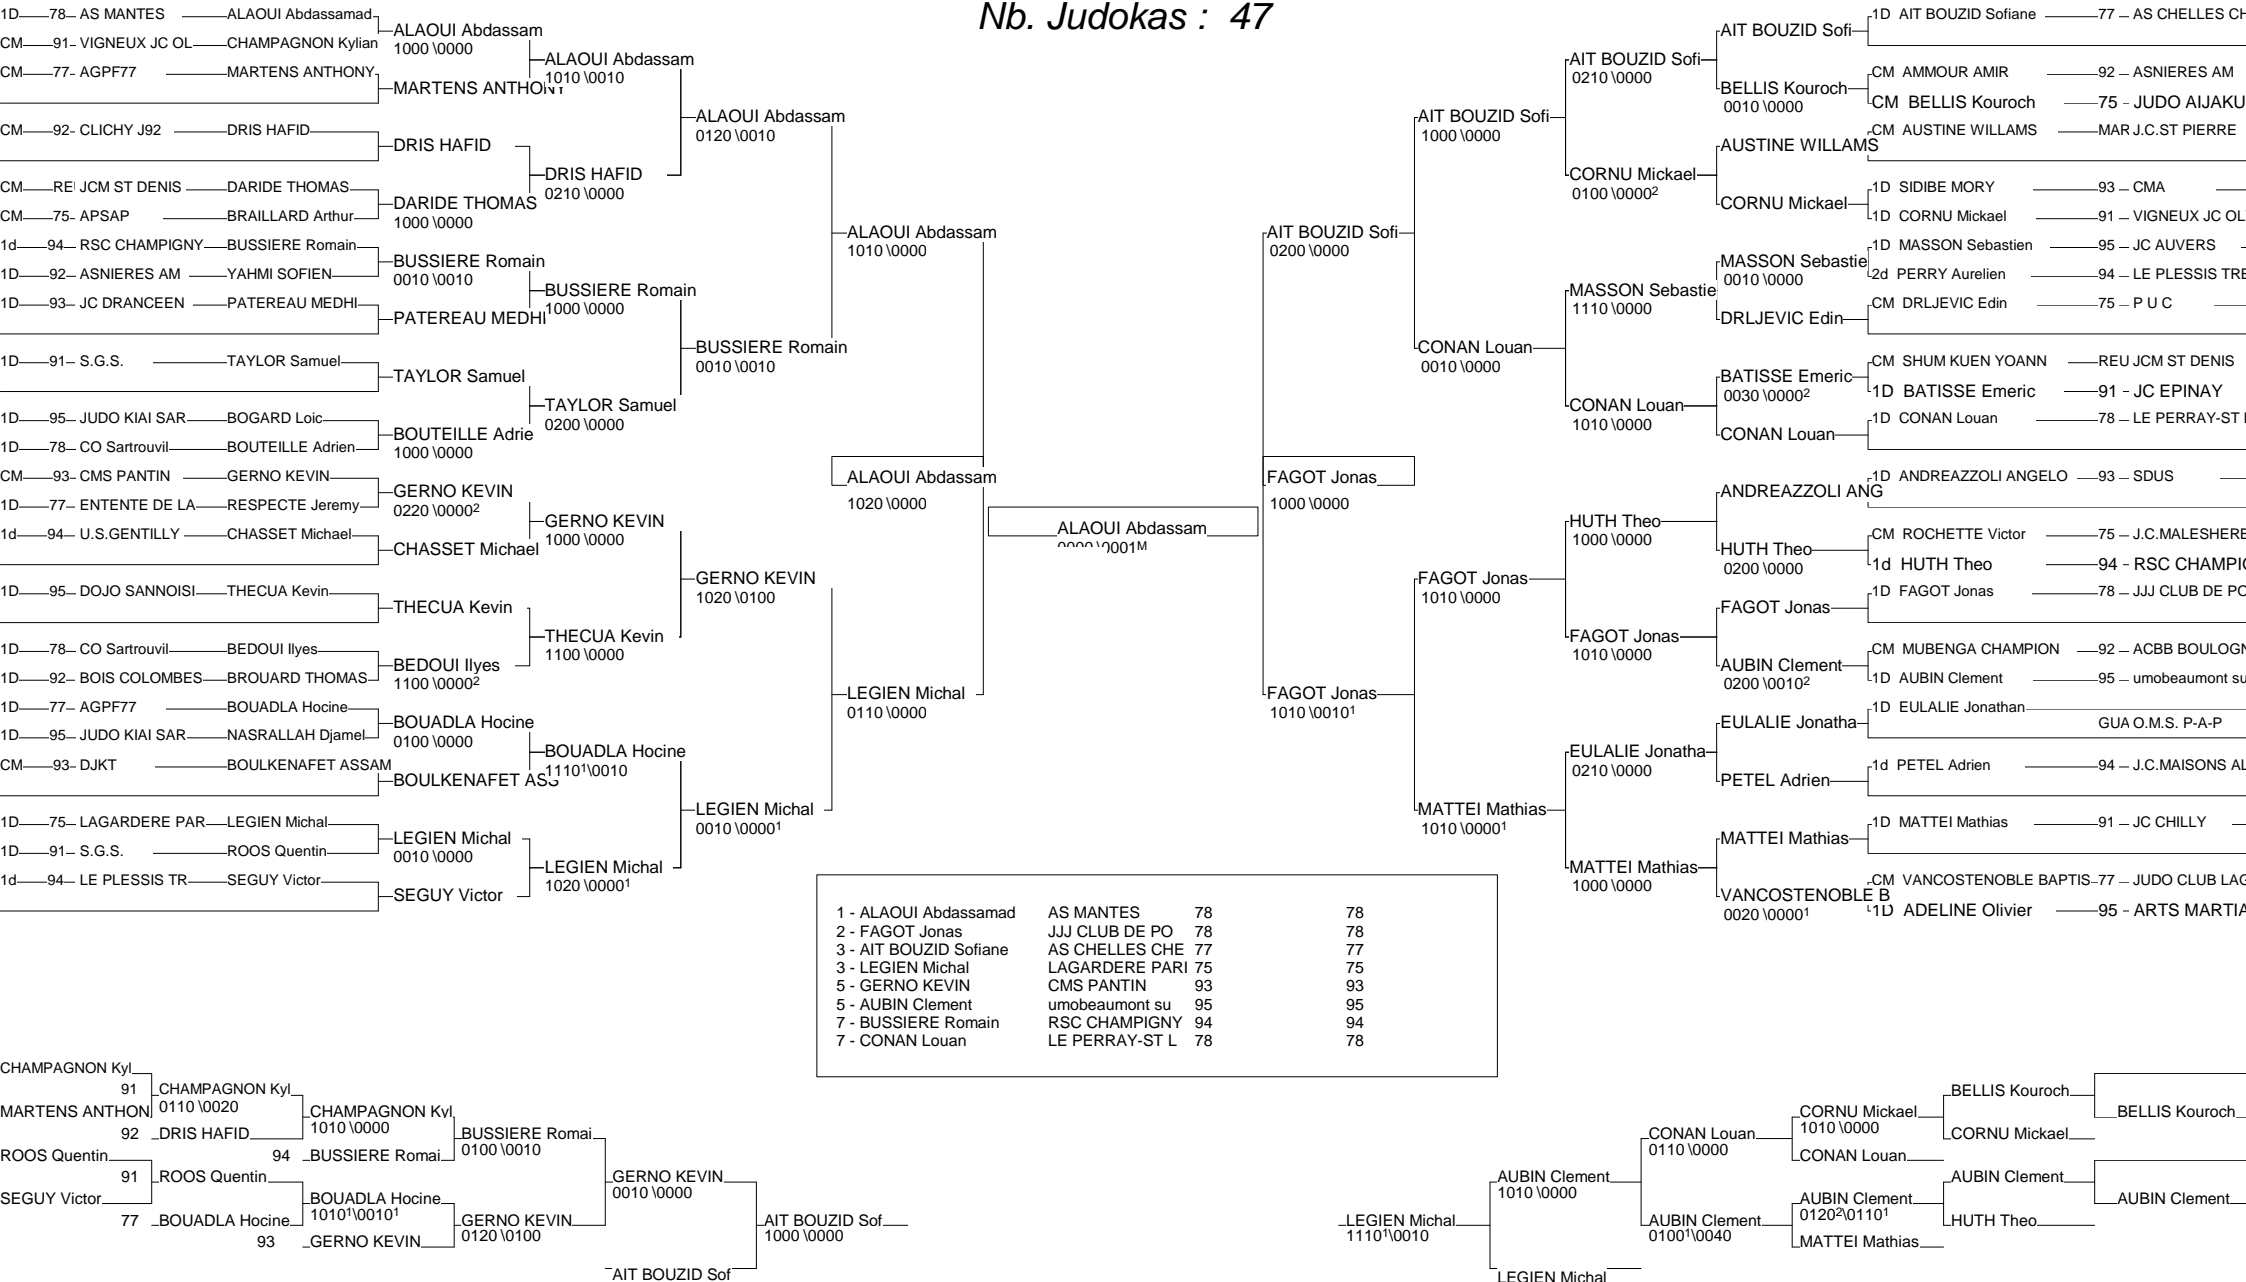 Nb. Judokas : 47
1D 78 AS MANTES ALAOUI Abdassamad
CM 91 VIGNEUX JC OL CHAMPAGNON Kylian
CM 77 AGPF77 MARTENS ANTHONY
CM 92 CLICHY J92 DRIS HAFID
CM RE JCM ST DENIS DARIDE THOMAS
CM 75 APSAP BRAILLARD Arthur
1d 94 RSC CHAMPIGNY BUSSIERE Romain
1D 92 ASNIERES AM YAHMI SOFIEN
1D 93 JC DRANCEEN PATEREAU MEDHI
1D 91 S.G.S. TAYLOR Samuel
1D 95 JUDO KIAI SAR BOGARD Loic
1D 78 CO Sartrouvil BOUTEILLE Adrien
CM 93 CMS PANTIN GERNO KEVIN
1D 77 ENTENTE DE LA RESPECTE Jeremy
1d 94 U.S.GENTILLY CHASSET Michael
1D 95 DOJO SANNOISI THECUA Kevin
1D 78 CO Sartrouvil BEDOUI Ilyes
1D 92 BOIS COLOMBES BROUARD THOMAS
1D 77 AGPF77 BOUADLA Hocine
1D 95 JUDO KIAI SAR NASRALLAH Djamel
CM 93 DJKT BOULKENAFET ASSAM
1D 75 LAGARDERE PAR LEGIEN Michal
1D 91 S.G.S. ROOS Quentin
1d 94 LE PLESSIS TR SEGUY Victor
ALAOUI Abdassam
1000 \0000
MARTENS ANTHONY
DRIS HAFID
DARIDE THOMAS
1000 \0000
BUSSIERE Romain
0010 \0010
PATEREAU MEDHI
TAYLOR Samuel
BOUTEILLE Adrie
1000 \0000
GERNO KEVIN
0220 \0000²
CHASSET Michael
THECUA Kevin
BEDOUI Ilyes
1100 \0000²
BOUADLA Hocine
0100 \0000
BOULKENAFET ASS
LEGIEN Michal
0010 \0000
SEGUY Victor
ALAOUI Abdassam
1010 \0010
DRIS HAFID
0210 \0000
BUSSIERE Romain
1000 \0000
TAYLOR Samuel
0200 \0000
GERNO KEVIN
1000 \0000
THECUA Kevin
1100 \0000
BOUADLA Hocine
1110¹\0010
LEGIEN Michal
1020 \0000¹
ALAOUI Abdassam
0120 \0010
BUSSIERE Romain
0010 \0010
GERNO KEVIN
1020 \0100
LEGIEN Michal
0010 \0000¹
ALAOUI Abdassam
1010 \0000
LEGIEN Michal
0110 \0000
ALAOUI Abdassam
1020 \0000
ALAOUI Abdassam
0000 \0001ᴹ
FAGOT Jonas
1000 \0000
AIT BOUZID Sofi
0200 \0000
FAGOT Jonas
1010 \0010¹
AIT BOUZID Sofi
1000 \0000
CONAN Louan
0010 \0000
FAGOT Jonas
1010 \0000
MATTEI Mathias
1010 \0000¹
AIT BOUZID Sofi
0210 \0000
CORNU Mickael
0100 \0000²
MASSON Sebastie
1110 \0000
CONAN Louan
1010 \0000
HUTH Theo
1000 \0000
FAGOT Jonas
1010 \0000
EULALIE Jonatha
0210 \0000
MATTEI Mathias
1000 \0000
AIT BOUZID Sofi
BELLIS Kouroch
0010 \0000
AUSTINE WILLAMS
CORNU Mickael
MASSON Sebastie
0010 \0000
DRLJEVIC Edin
BATISSE Emeric
0030 \0000²
CONAN Louan
ANDREAZZOLI ANG
HUTH Theo
0200 \0000
FAGOT Jonas
AUBIN Clement
0200 \0010²
EULALIE Jonatha
PETEL Adrien
MATTEI Mathias
VANCOSTENOBLE B
0020 \0000¹
1D AIT BOUZID Sofiane 77 AS CHELLES CH
CM AMMOUR AMIR 92 ASNIERES AM
CM BELLIS Kouroch 75 - JUDO AIJAKU
CM AUSTINE WILLAMS MAR J.C.ST PIERRE
1D SIDIBE MORY 93 CMA
1D CORNU Mickael 91 VIGNEUX JC OL
1D MASSON Sebastien 95 JC AUVERS
2d PERRY Aurelien 94 LE PLESSIS TRE
CM DRLJEVIC Edin 75 P U C
CM SHUM KUEN YOANN REU JCM ST DENIS
1D BATISSE Emeric 91 - JC EPINAY
1D CONAN Louan 78 LE PERRAY-ST
1D ANDREAZZOLI ANGELO 93 SDUS
CM ROCHETTE Victor 75 J.C.MALESHERE
1d HUTH Theo 94 - RSC CHAMPI
1D FAGOT Jonas 78 JJJ CLUB DE PO
CM MUBENGA CHAMPION 92 ACBB BOULOGN
1D AUBIN Clement 95 umobeaumont su
1D EULALIE Jonathan
GUA O.M.S. P-A-P
1d PETEL Adrien 94 J.C.MAISONS AL
1D MATTEI Mathias 91 JC CHILLY
CM VANCOSTENOBLE BAPTIS 77 JUDO CLUB LAG
1D ADELINE Olivier 95 - ARTS MARTIA
1 - ALAOUI Abdassamad AS MANTES 78 78
2 - FAGOT Jonas JJJ CLUB DE PO 78 78
3 - AIT BOUZID Sofiane AS CHELLES CHE 77 77
3 - LEGIEN Michal LAGARDERE PARI 75 75
5 - GERNO KEVIN CMS PANTIN 93 93
5 - AUBIN Clement umobeaumont su 95 95
7 - BUSSIERE Romain RSC CHAMPIGNY 94 94
7 - CONAN Louan LE PERRAY-ST L 78 78
CHAMPAGNON Kyl
91
MARTENS ANTHON
92
ROOS Quentin
91
SEGUY Victor
77
CHAMPAGNON Kyl
0110 \0020
DRIS HAFID
94
ROOS Quentin
BOUADLA Hocine
93
CHAMPAGNON Kyl
1010 \0000
BUSSIERE Romai
BOUADLA Hocine
1010¹\0010¹
GERNO KEVIN
BUSSIERE Romai
0100 \0010
GERNO KEVIN
0120 \0100
GERNO KEVIN
0010 \0000
AIT BOUZID Sof
AIT BOUZID Sof
1000 \0000
LEGIEN Michal
1110¹\0010
AUBIN Clement
1010 \0000
LEGIEN Michal
CONAN Louan
0110 \0000
AUBIN Clement
0100¹\0040
CORNU Mickael
1010 \0000
CONAN Louan
AUBIN Clement
0120²\0110¹
MATTEI Mathias
BELLIS Kouroch
CORNU Mickael
AUBIN Clement
HUTH Theo
BELLIS Kouroch
AUBIN Clement